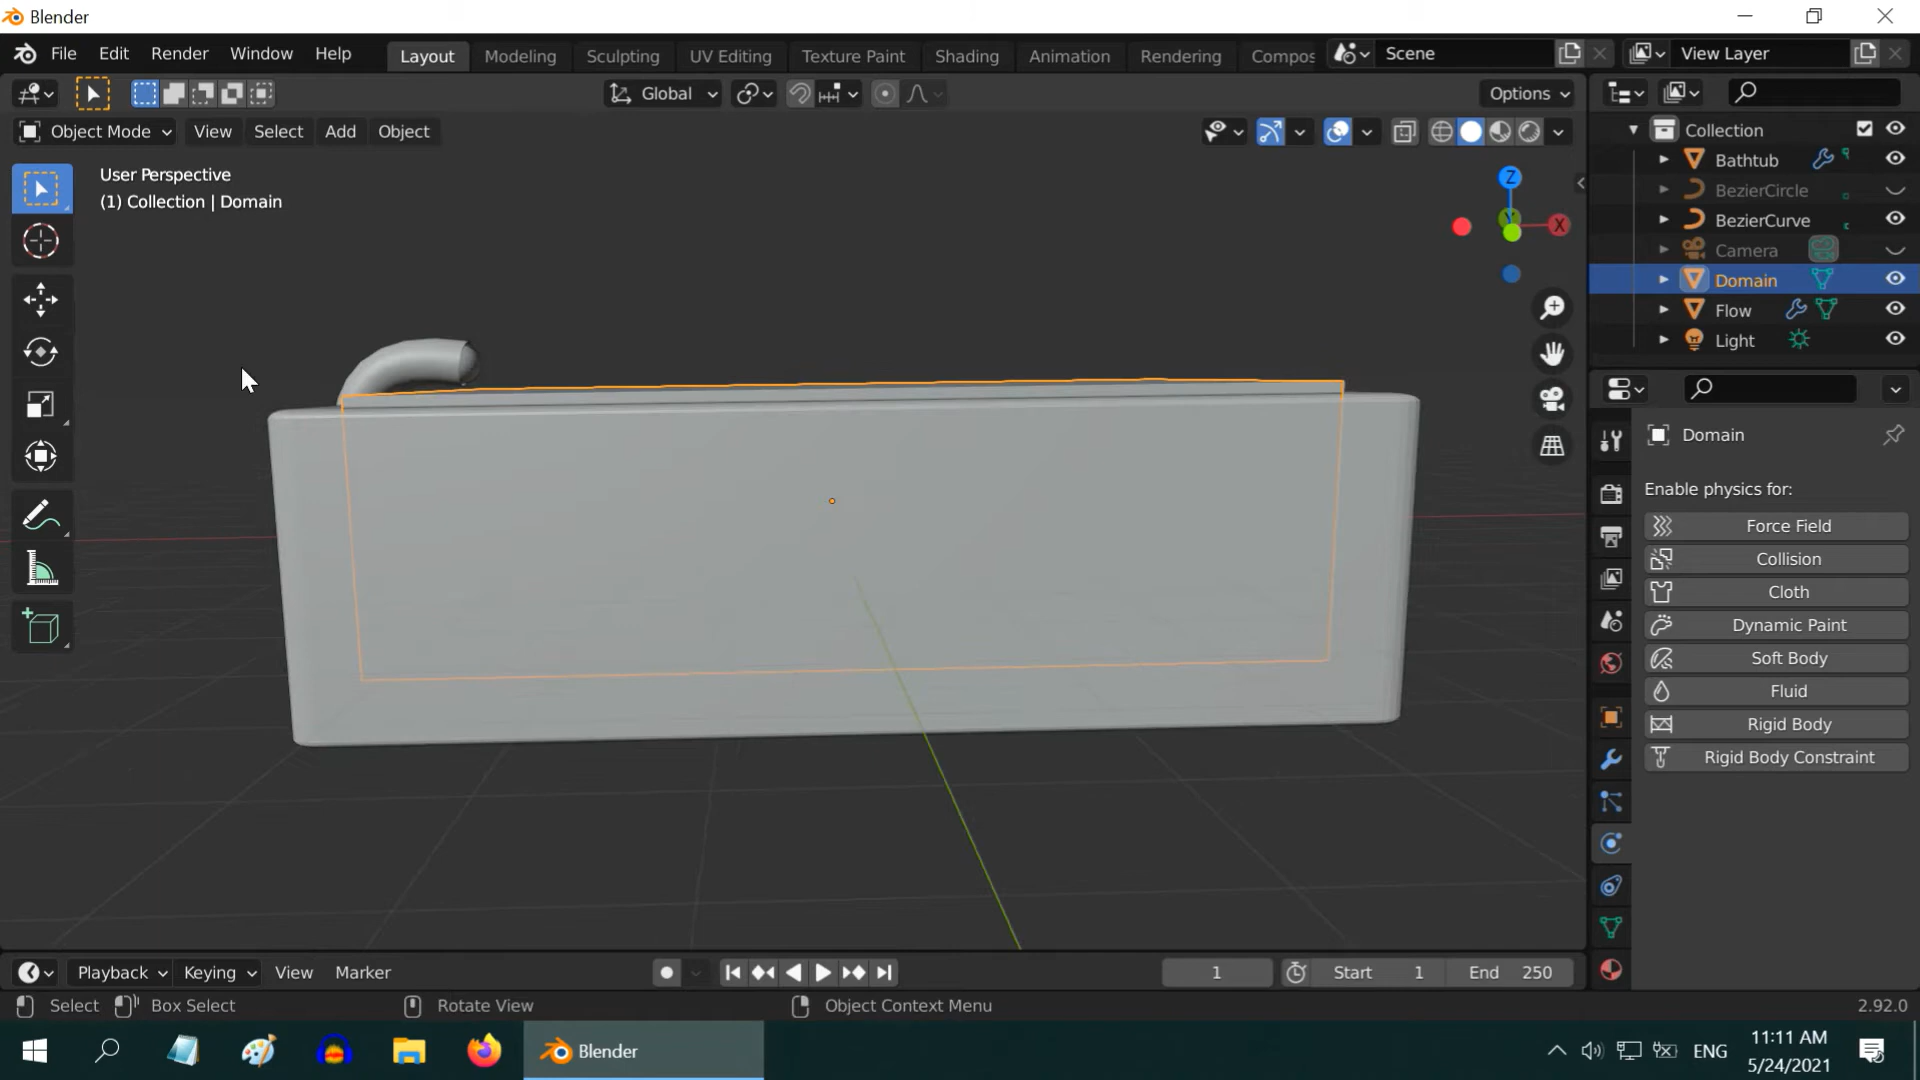 Blender
File Edit Render Window Help Layout Modeling Sculpting UV Editing Texture Paint Shading Animation Rendering Compos Scene View Layer
Global Options
Object Mode View Select Add Object
User Perspective
(1) Collection | Domain
Z
Y
X
Collection
Bathtub
BezierCircle
BezierCurve
Camera
Domain
Flow
Light
Domain
Enable physics for:
Force Field
Collision
Cloth
Dynamic Paint
Soft Body
Fluid
Rigid Body
Rigid Body Constraint
Playback Keying View Marker 1 Start 1 End 250
Select Box Select Rotate View Object Context Menu 2.92.0
Blender ENG
11:11 AM
5/24/2021